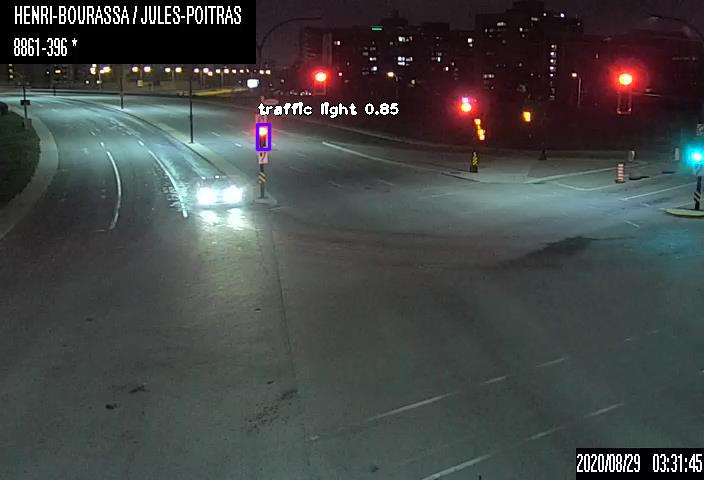 HENRI-BOURASSA / JULES-POITRAS
8861-396 *
traffic light 0.85
2020/08/29 03:31:45